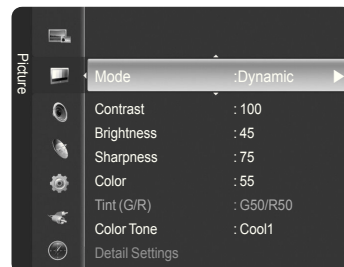 Picture
Mode :Dynamic
Contrast : 100
Brightness : 45
Sharpness : 75
Color : 55
Tint (G/R) : G50/R50
Color Tone : Cool1
Detail Settings